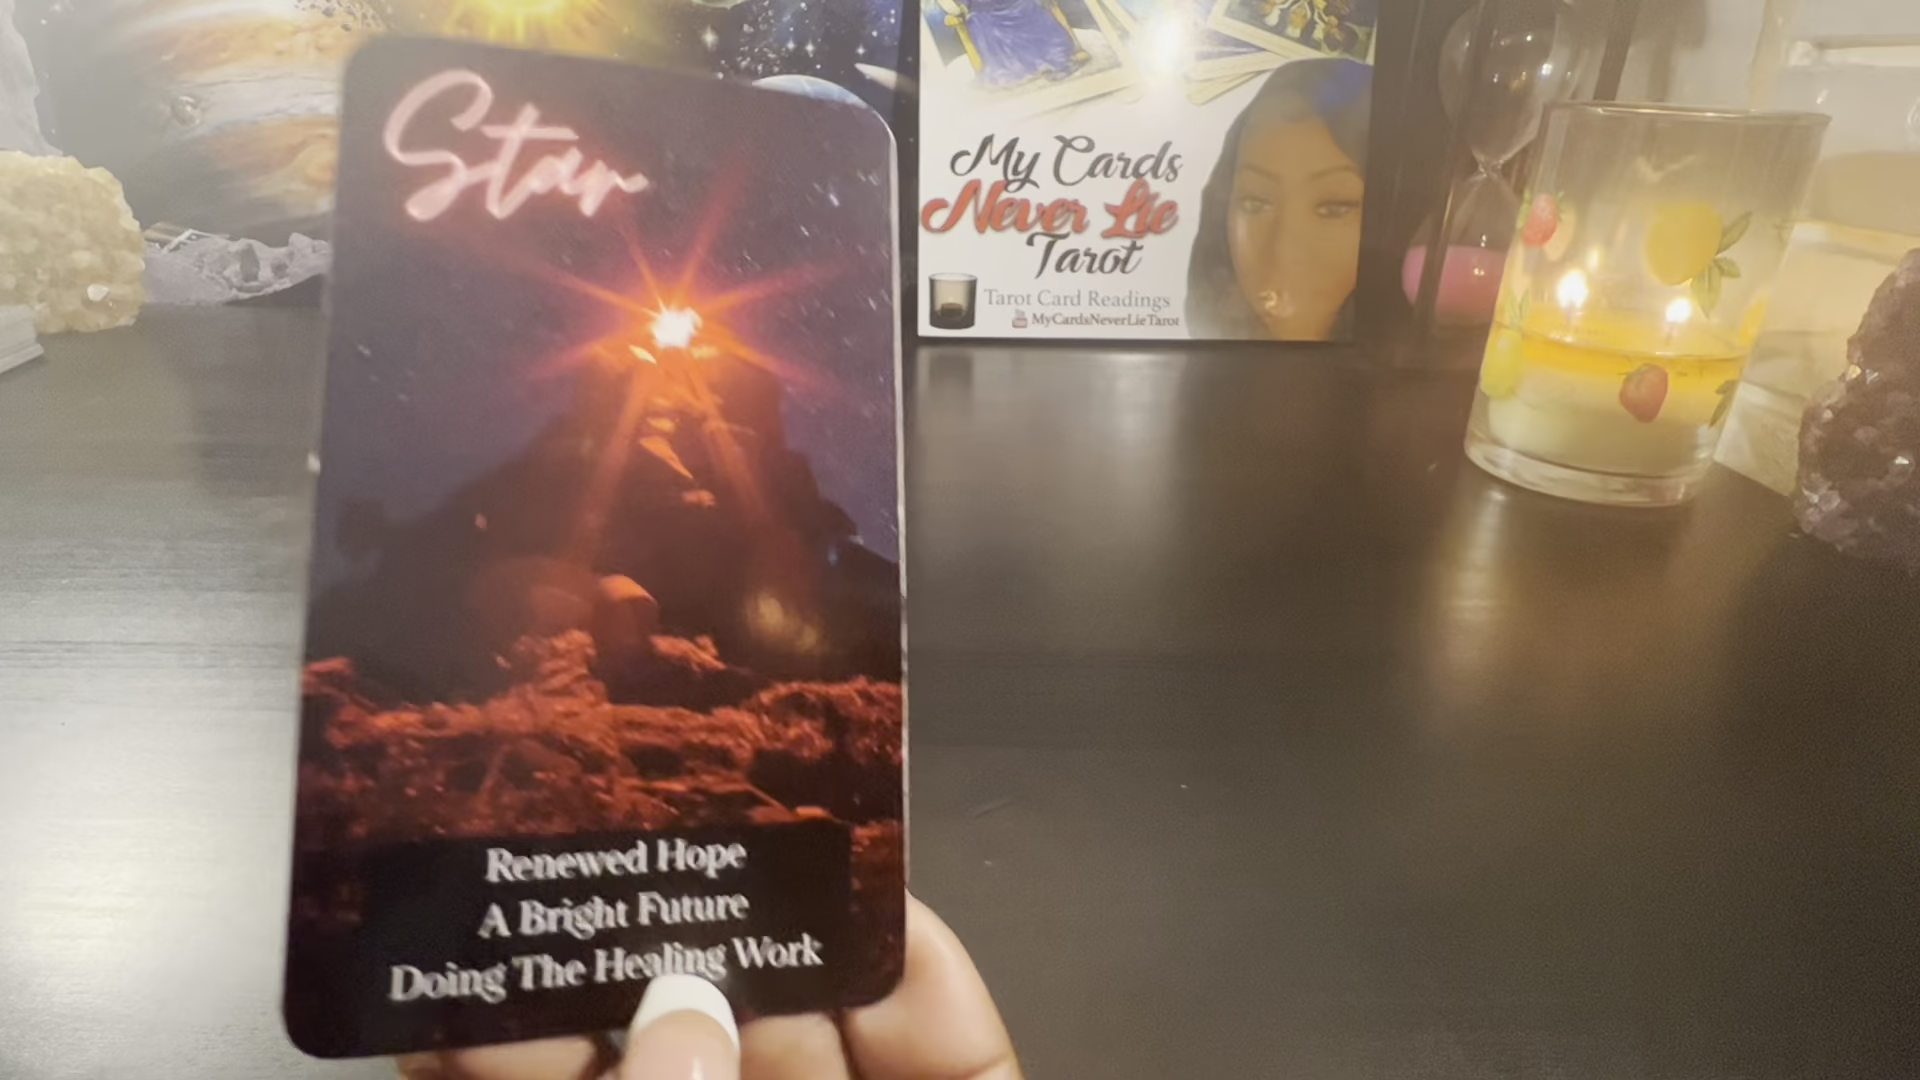 Star
Renewed Hope
A Bright Future
Doing The Healing Work
My Cards
Never Lie
Tarot
Tarot Card Readings
MyCardsNeverLieTarot